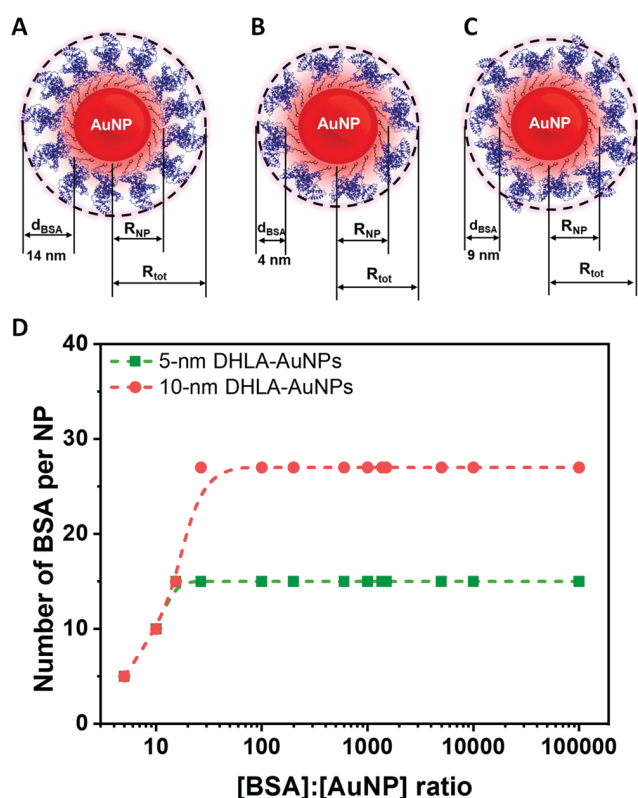 A
B
C
AuNP
AuNP
AuNP
dBSA
RNP
14 nm
Rtot
dBSA
RNP
4 nm
Rtot
dBSA
RNP
9 nm
Rtot
D
Number of BSA per NP
40
30
20
10
0
5-nm DHLA-AuNPs
10-nm DHLA-AuNPs
10 100 1000 10000 100000
[BSA]:[AuNP] ratio